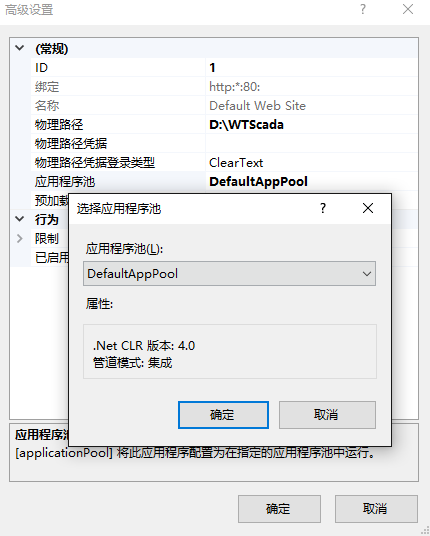 高级设置
(常规)
ID 1
绑定 http:*:80:
名称 Default Web Site
物理路径 D:\WTScada
物理路径凭据
物理路径凭据登录类型 ClearText
应用程序池 DefaultAppPool
预加载
行为
限制
已启用
选择应用程序池
应用程序池(L):
DefaultAppPool
属性:
.Net CLR 版本: 4.0
管道模式: 集成
确定 取消
应用程序池
[applicationPool] 将此应用程序配置为在指定的应用程序池中运行。
确定 取消